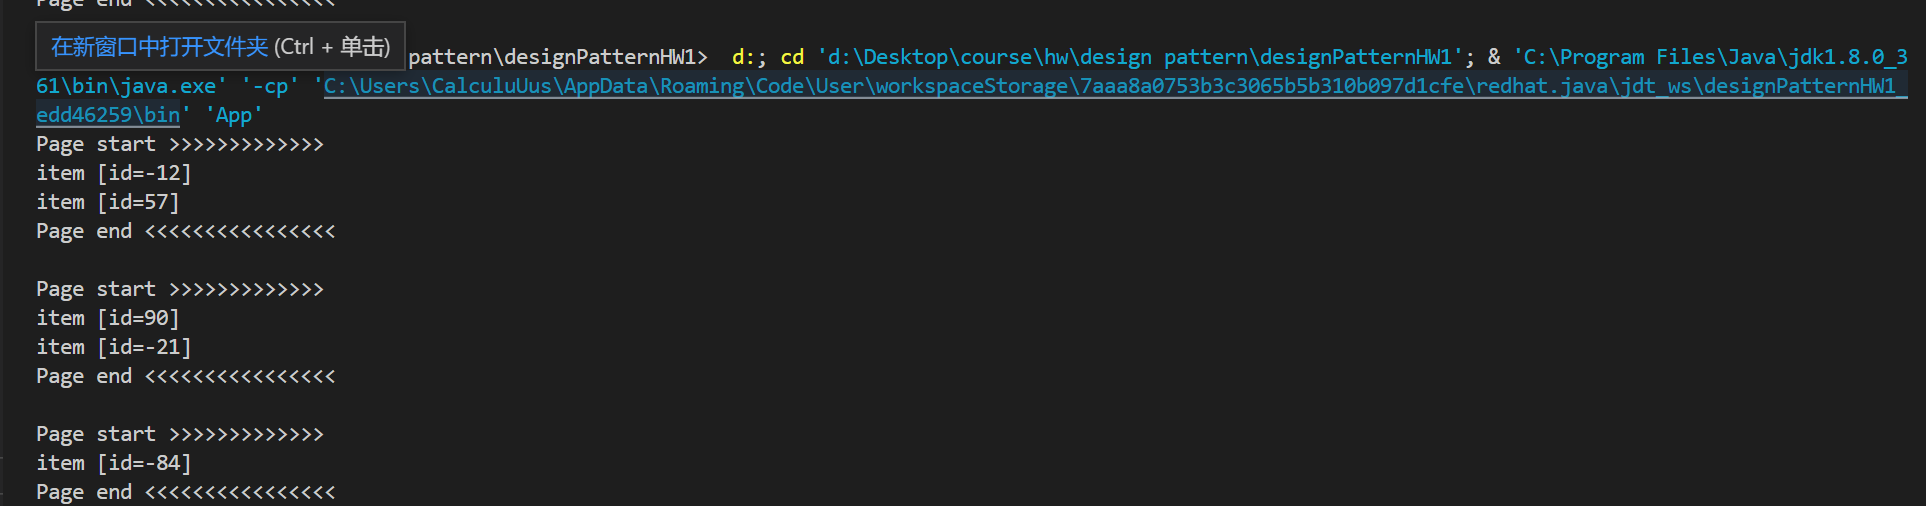 Page end <<<<<<<<<<<<<<<<
在新窗口中打开文件夹 (Ctrl + 单击)
pattern\designPatternHW1>  d:; cd 'd:\Desktop\course\hw\design pattern\designPatternHW1'; & 'C:\Program Files\Java\jdk1.8.0_3
61\bin\java.exe' '-cp' 'C:\Users\CalculuUus\AppData\Roaming\Code\User\workspaceStorage\7aaa8a0753b3c3065b5b310b097d1cfe\redhat.java\jdt_ws\designPatternHW1_
edd46259\bin' 'App'
Page start >>>>>>>>>>>>>
item [id=-12]
item [id=57]
Page end <<<<<<<<<<<<<<<<
Page start >>>>>>>>>>>>>
item [id=90]
item [id=-21]
Page end <<<<<<<<<<<<<<<<
Page start >>>>>>>>>>>>>
item [id=-84]
Page end <<<<<<<<<<<<<<<<